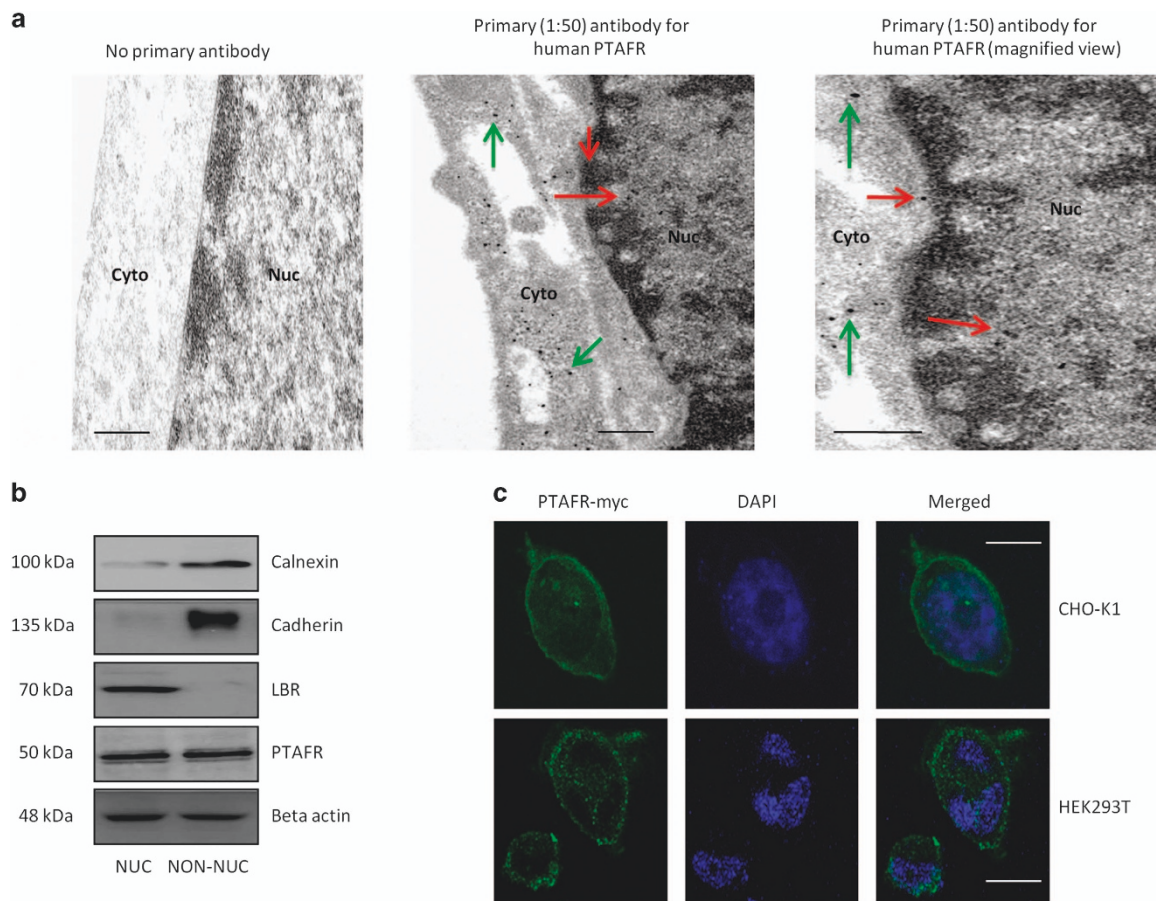 a
No primary antibody
Primary (1:50) antibody for
human PTAFR
Primary (1:50) antibody for
human PTAFR (magnified view)
Cyto
Nuc
Cyto
Nuc
Cyto
Nuc
b
100 kDa
Calnexin
135 kDa
Cadherin
70 kDa
LBR
50 kDa
PTAFR
48 kDa
Beta actin
NUC
NON-NUC
c
PTAFR-myc
DAPI
Merged
CHO-K1
HEK293T